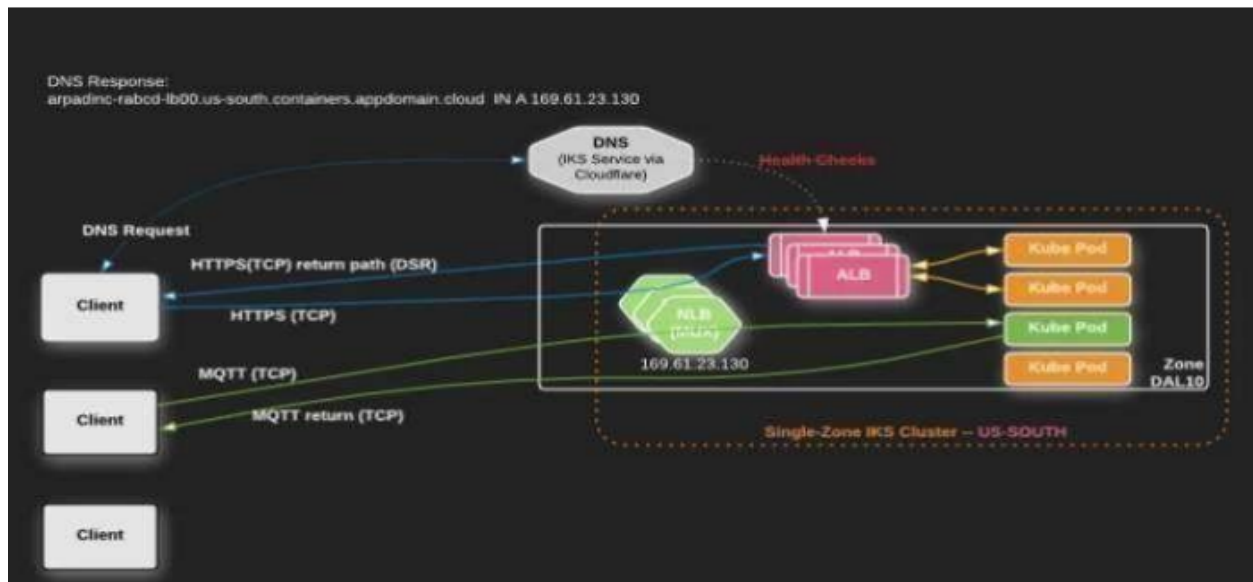 DNS Response:
arpadinc-rabcd-lb00.us-south.containers.appdomain.cloud IN A 169.61.23.130
DNS
(IKS Service via
Cloudflare)
Health Checks
DNS Request
HTTPS(TCP) return path (DSR)
HTTPS (TCP)
Client
ALB
ALB
Kube Pod
Kube Pod
Kube Pod
Kube Pod
NLB
(MUX)
169.61.23.130
Zone
DAL10
MQTT (TCP)
MQTT return (TCP)
Client
Single-Zone IKS Cluster -- US-SOUTH
Client